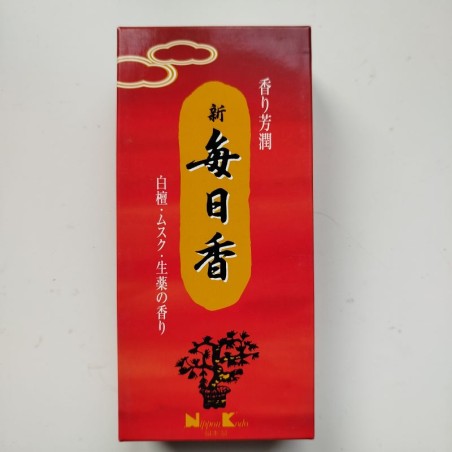 香り芳潤
新
毎日香
白檀・ムスク・生薬の香り
Nippon Kodo